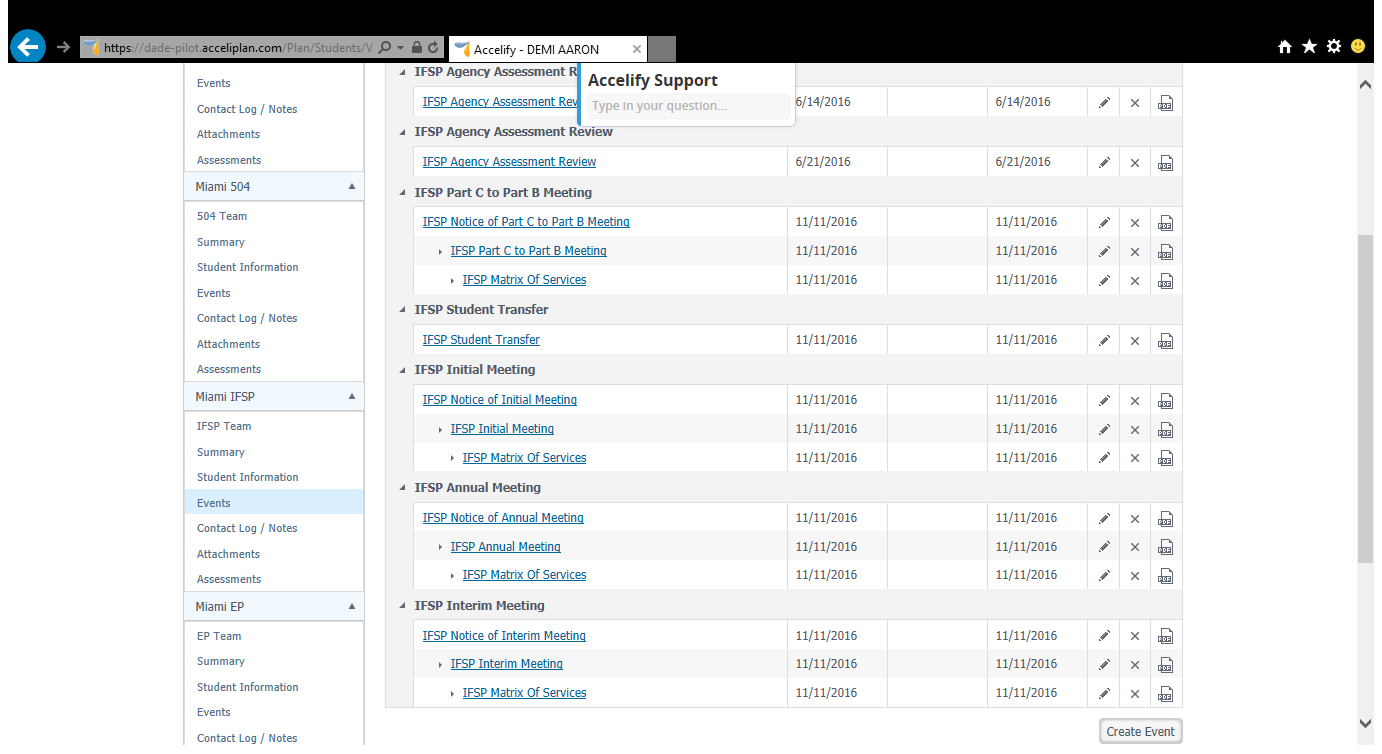 https://dade-pilot.acceliplan.com/Plan/Students/V
Accelify - DEMI AARON
Events
Contact Log / Notes
Attachments
Assessments
Miami 504
504 Team
Summary
Student Information
Events
Contact Log / Notes
Attachments
Assessments
Miami IFSP
IFSP Team
Summary
Student Information
Events
Contact Log / Notes
Attachments
Assessments
Miami EP
EP Team
Summary
Student Information
Events
Contact Log / Notes
Accelify Support
Type in your question...
IFSP Agency Assessment R
IFSP Agency Assessment Rev 6/14/2016 6/14/2016
IFSP Agency Assessment Review
IFSP Agency Assessment Review 6/21/2016 6/21/2016
IFSP Part C to Part B Meeting
IFSP Notice of Part C to Part B Meeting 11/11/2016 11/11/2016
IFSP Part C to Part B Meeting 11/11/2016 11/11/2016
IFSP Matrix Of Services 11/11/2016 11/11/2016
IFSP Student Transfer
IFSP Student Transfer 11/11/2016 11/11/2016
IFSP Initial Meeting
IFSP Notice of Initial Meeting 11/11/2016 11/11/2016
IFSP Initial Meeting 11/11/2016 11/11/2016
IFSP Matrix Of Services 11/11/2016 11/11/2016
IFSP Annual Meeting
IFSP Notice of Annual Meeting 11/11/2016 11/11/2016
IFSP Annual Meeting 11/11/2016 11/11/2016
IFSP Matrix Of Services 11/11/2016 11/11/2016
IFSP Interim Meeting
IFSP Notice of Interim Meeting 11/11/2016 11/11/2016
IFSP Interim Meeting 11/11/2016 11/11/2016
IFSP Matrix Of Services 11/11/2016 11/11/2016
Create Event